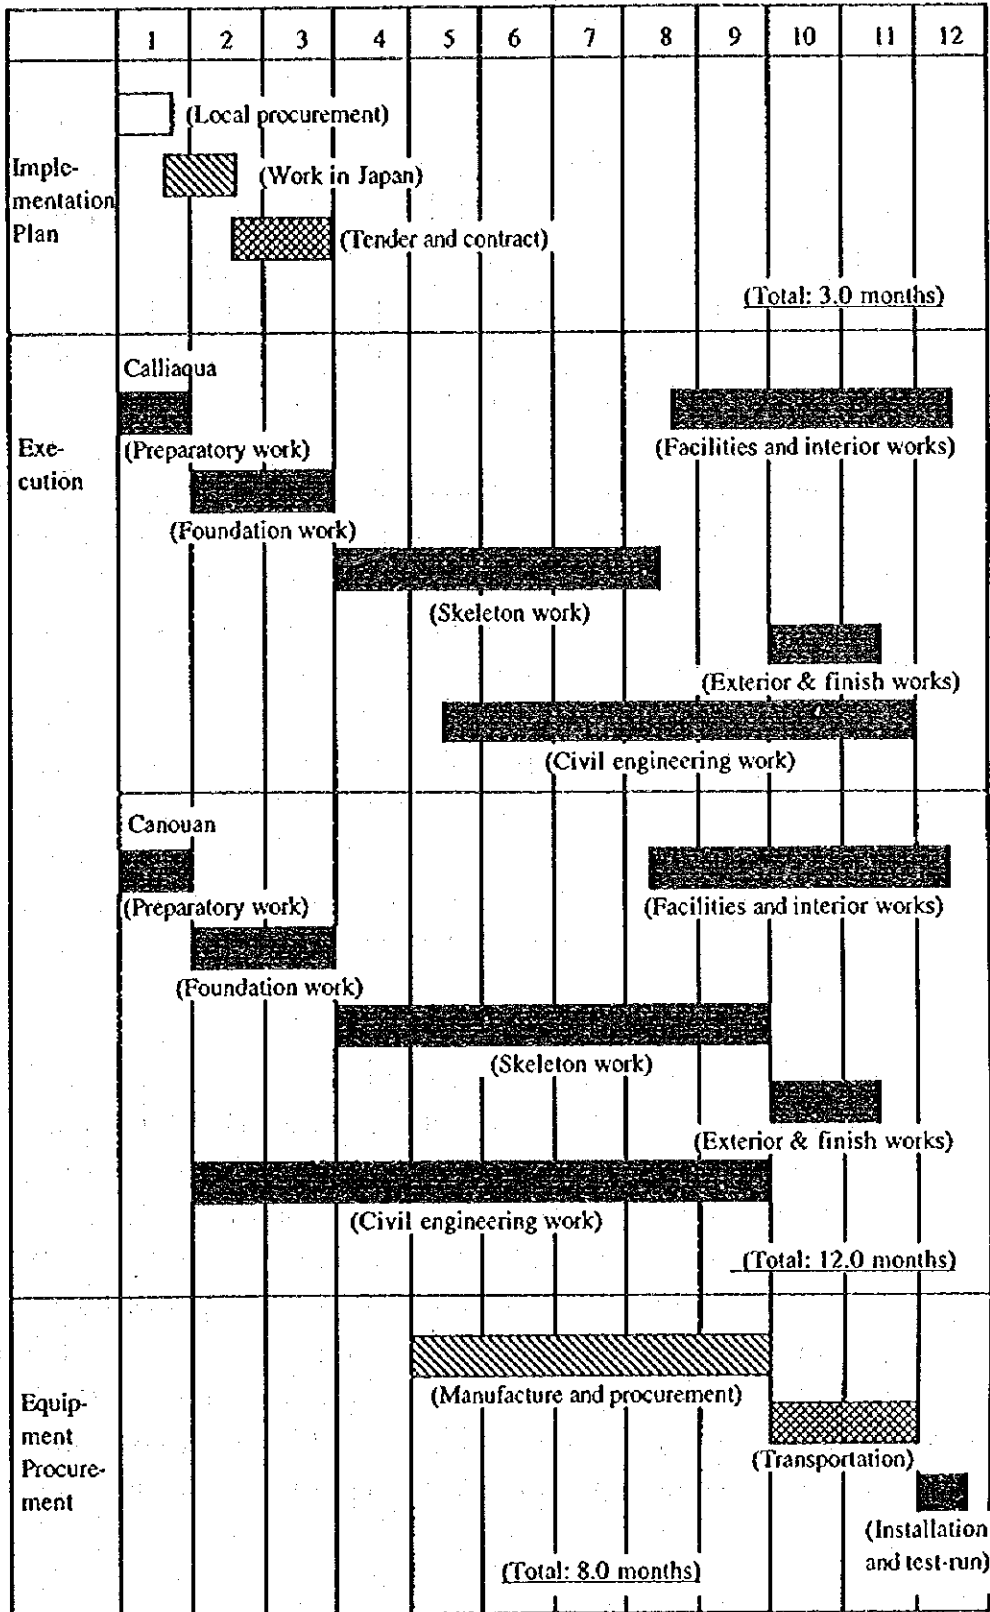 1 2 3 4 5 6 7 8 9 10 11 12
Imple-
mentation
Plan
(Local procurement)
(Work in Japan)
(Tender and contract)
(Total: 3.0 months)
Exe-
cution
Calliaqua
(Preparatory work)
(Facilities and interior works)
(Foundation work)
(Skeleton work)
(Exterior & finish works)
(Civil engineering work)
Canouan
(Preparatory work)
(Facilities and interior works)
(Foundation work)
(Skeleton work)
(Exterior & finish works)
(Civil engineering work)
(Total: 12.0 months)
Equip-
ment
Procure-
ment
(Manufacture and procurement)
(Transportation)
(Installation
and test-run)
(Total: 8.0 months)